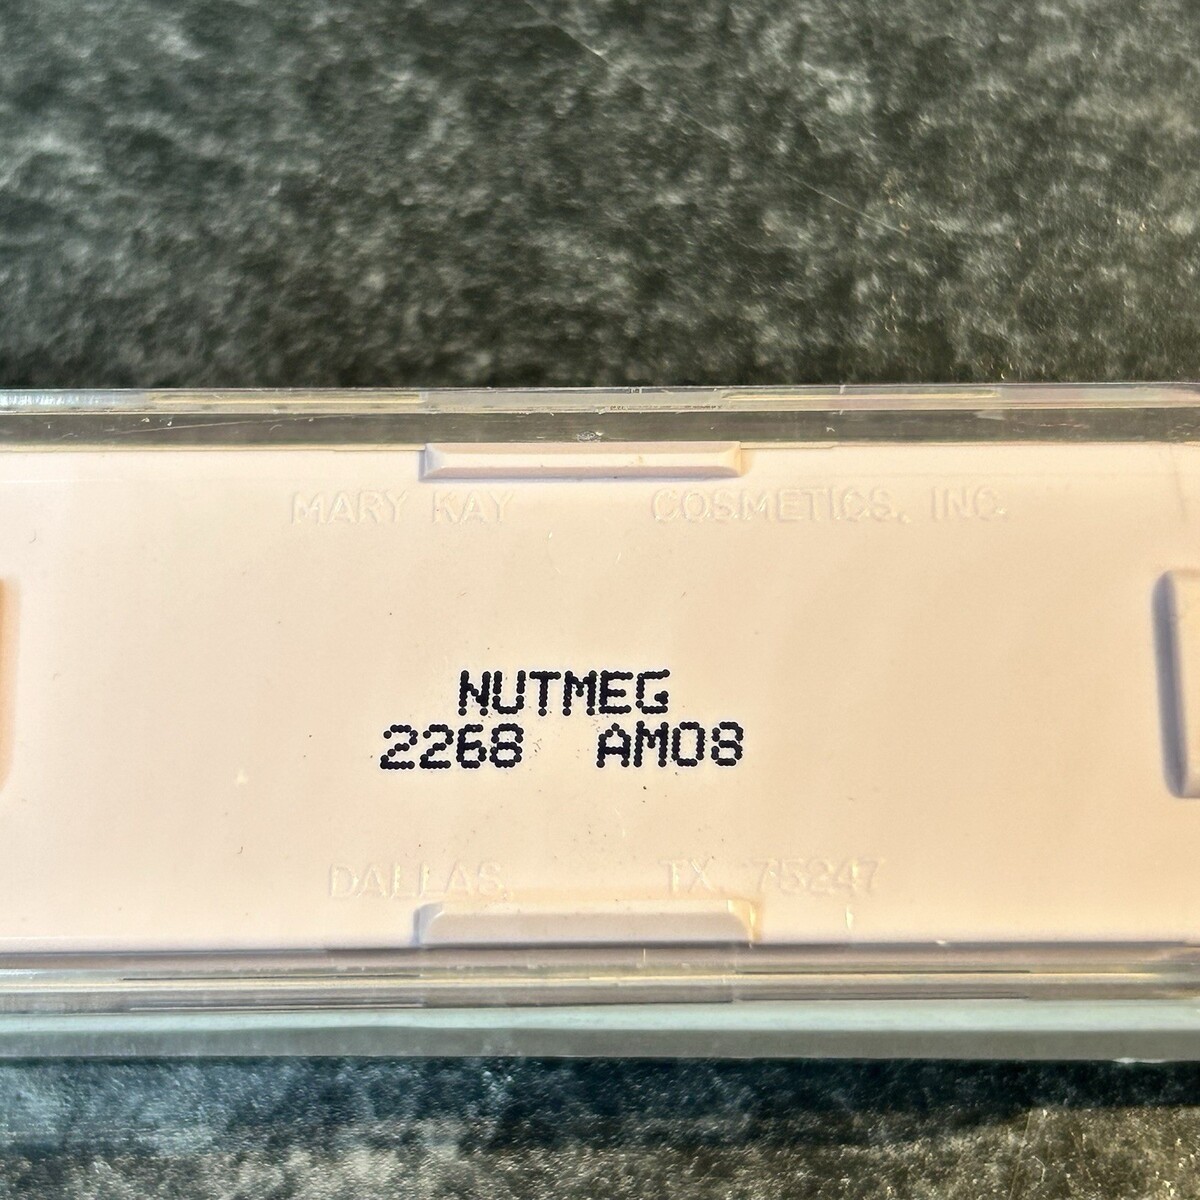 MARY KAY COSMETICS, INC.
NUTMEG
2268 AM08
DALLAS, TX 75247